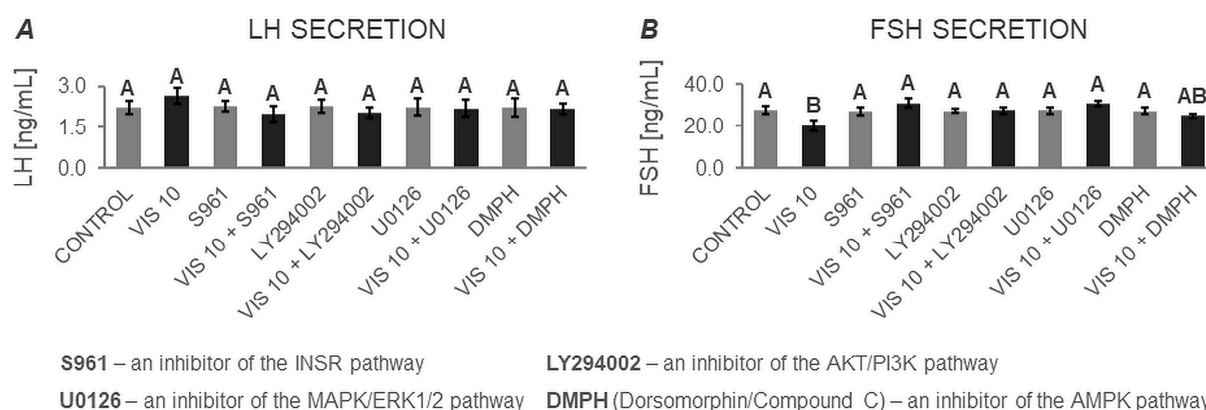 A LH SECRETION
LH [ng/mL]
3.0
1.5
0.0
A A A A A A A A A A
CONTROL
VIS 10
S961
VIS 10 + S961
LY294002
VIS 10 + LY294002
U0126
VIS 10 + U0126
DMPH
VIS 10 + DMPH
B FSH SECRETION
FSH [ng/mL]
40.0
20.0
0.0
A B A A A A A A A AB
CONTROL
VIS 10
S961
VIS 10 + S961
LY294002
VIS 10 + LY294002
U0126
VIS 10 + U0126
DMPH
VIS 10 + DMPH
S961 – an inhibitor of the INSR pathway
LY294002 – an inhibitor of the AKT/PI3K pathway
U0126 – an inhibitor of the MAPK/ERK1/2 pathway
DMPH (Dorsomorphin/Compound C) – an inhibitor of the AMPK pathway